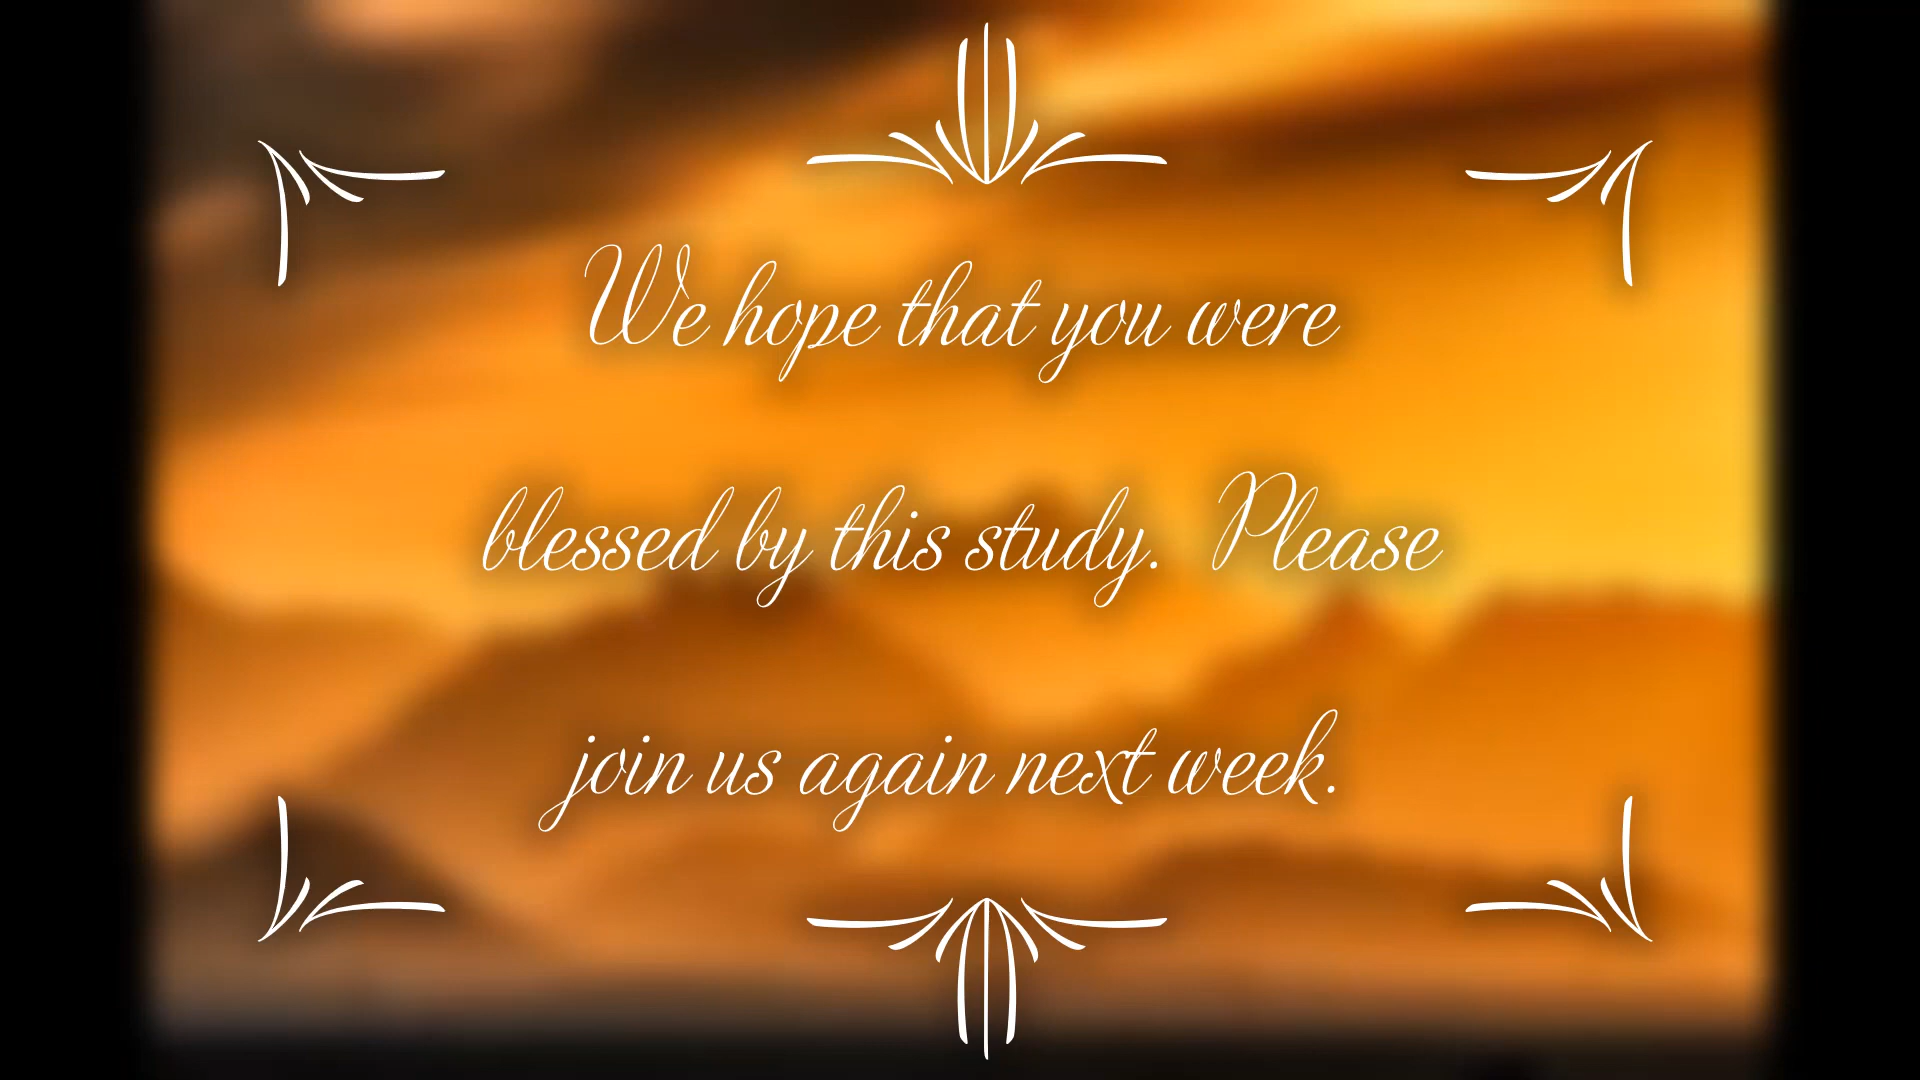 We hope that you were
blessed by this study.  Please
join us again next week.